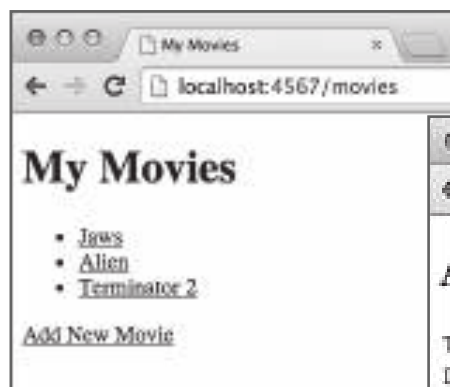 My Movies
localhost:4567/movies
My Movies
Jaws
Alien
Terminator 2
Add New Movie